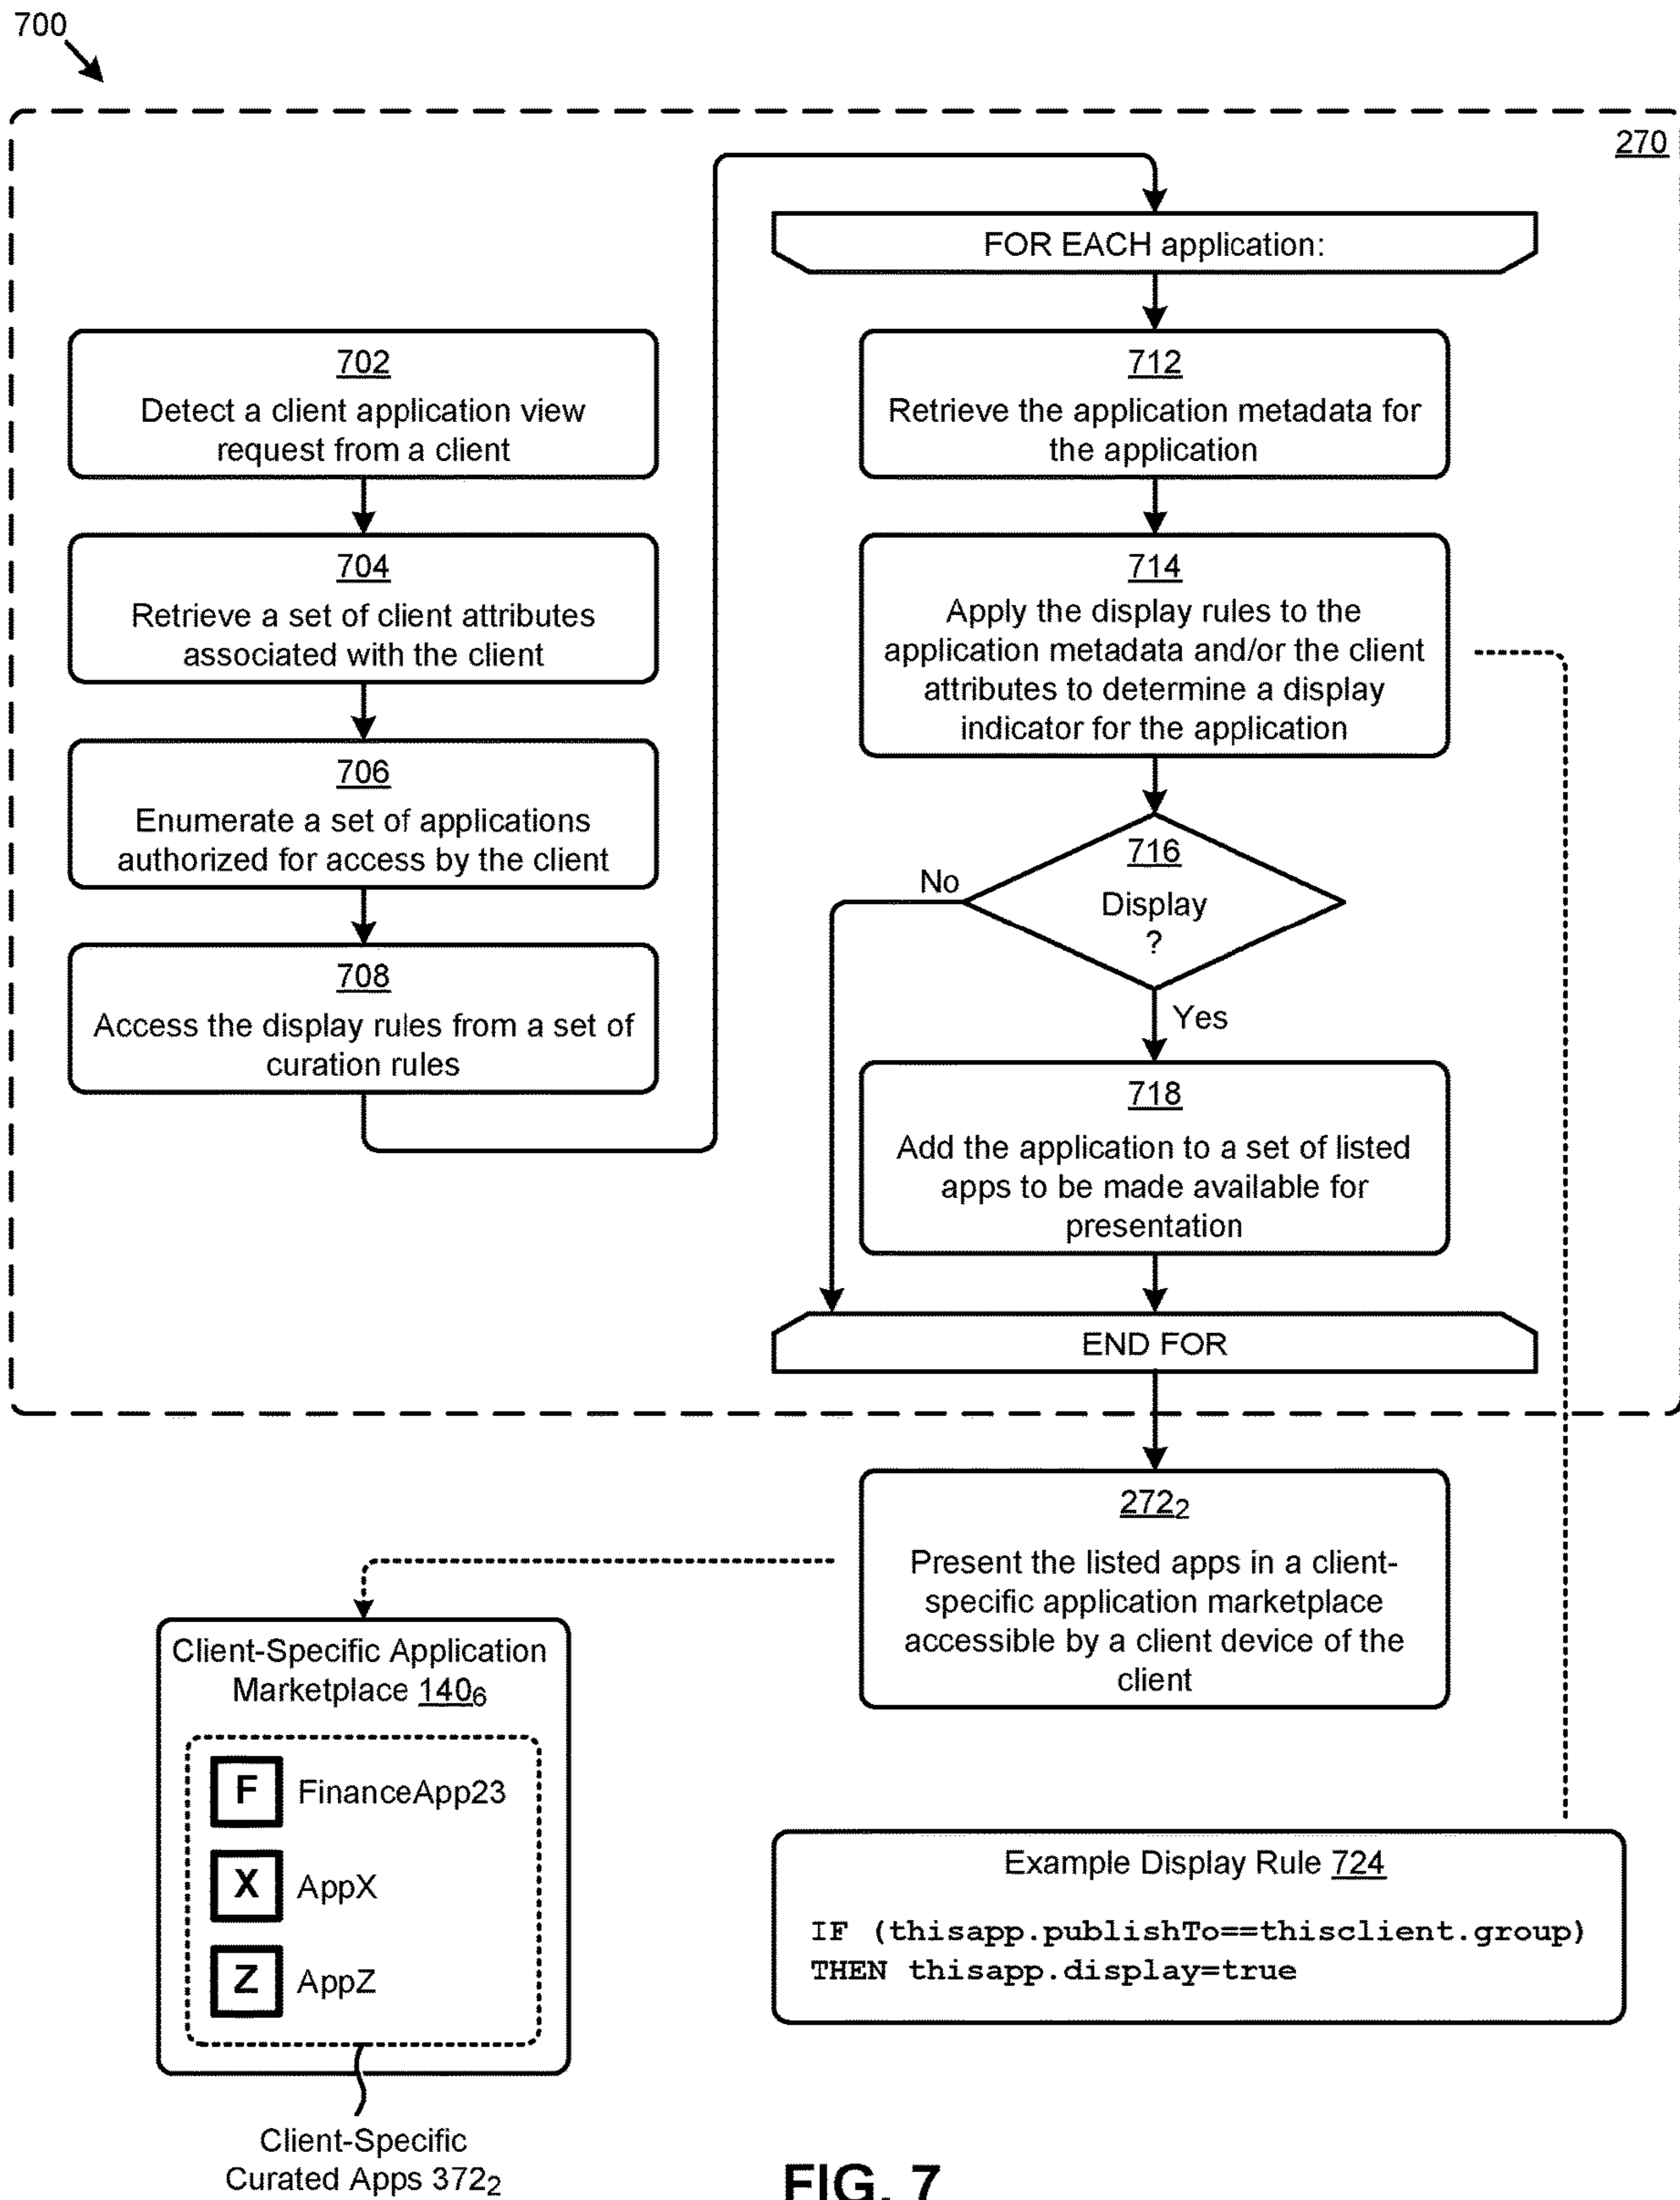 700
270
702
Detect a client application view
request from a client
704
Retrieve a set of client attributes
associated with the client
706
Enumerate a set of applications
authorized for access by the client
708
Access the display rules from a set of
curation rules
FOR EACH application:
712
Retrieve the application metadata for
the application
714
Apply the display rules to the
application metadata and/or the client
attributes to determine a display
indicator for the application
716
Display
?
No
Yes
718
Add the application to a set of listed
apps to be made available for
presentation
END FOR
272₂
Present the listed apps in a client-
specific application marketplace
accessible by a client device of the
client
Client-Specific Application
Marketplace 140₆
F FinanceApp23
X AppX
Z AppZ
Client-Specific
Curated Apps 372₂
Example Display Rule 724
IF (thisapp.publishTo==thisclient.group)
THEN thisapp.display=true
FIG. 7